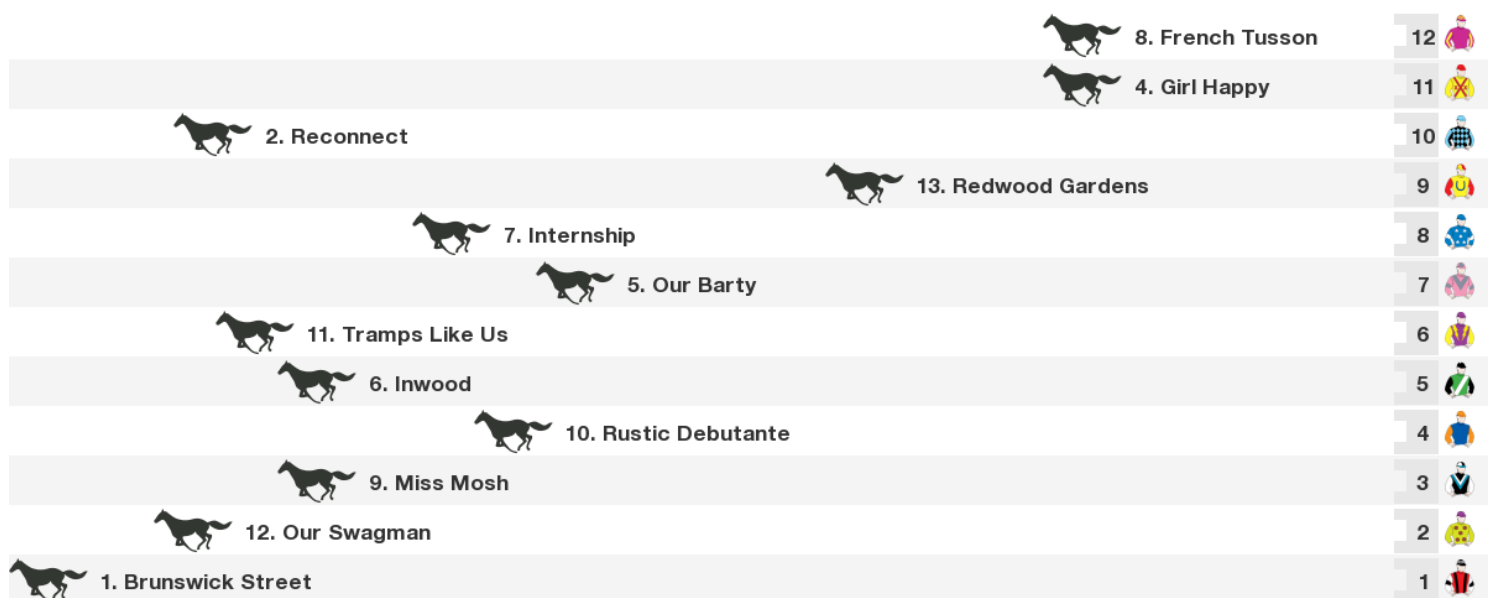 8. French Tusson 12
4. Girl Happy 11
2. Reconnect 10
13. Redwood Gardens 9
7. Internship 8
5. Our Barty 7
11. Tramps Like Us 6
6. Inwood 5
10. Rustic Debutante 4
9. Miss Mosh 3
12. Our Swagman 2
1. Brunswick Street 1